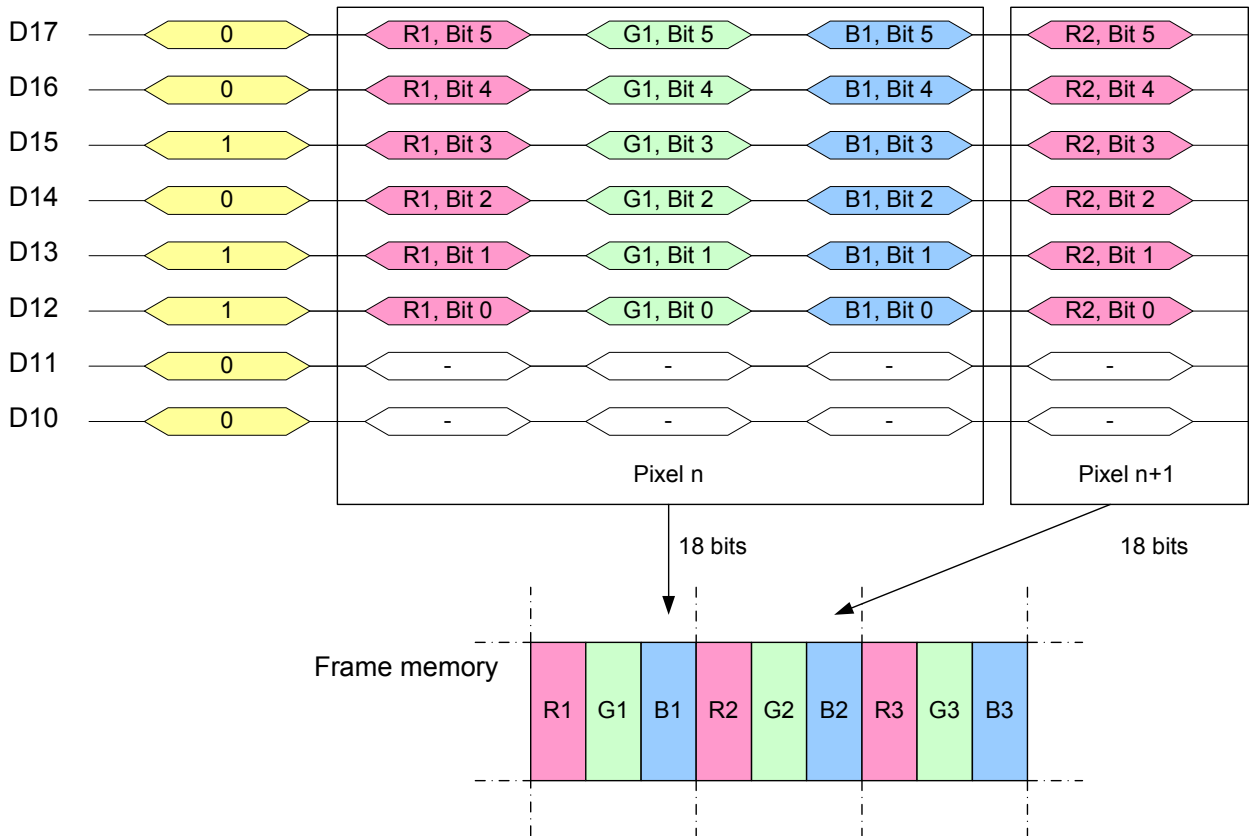 D17 0 R1, Bit 5 G1, Bit 5 B1, Bit 5 R2, Bit 5
D16 0 R1, Bit 4 G1, Bit 4 B1, Bit 4 R2, Bit 4
D15 1 R1, Bit 3 G1, Bit 3 B1, Bit 3 R2, Bit 3
D14 0 R1, Bit 2 G1, Bit 2 B1, Bit 2 R2, Bit 2
D13 1 R1, Bit 1 G1, Bit 1 B1, Bit 1 R2, Bit 1
D12 1 R1, Bit 0 G1, Bit 0 B1, Bit 0 R2, Bit 0
D11 0 - - - -
D10 0 - - - -
Pixel n Pixel n+1
18 bits 18 bits
Frame memory
R1 G1 B1 R2 G2 B2 R3 G3 B3